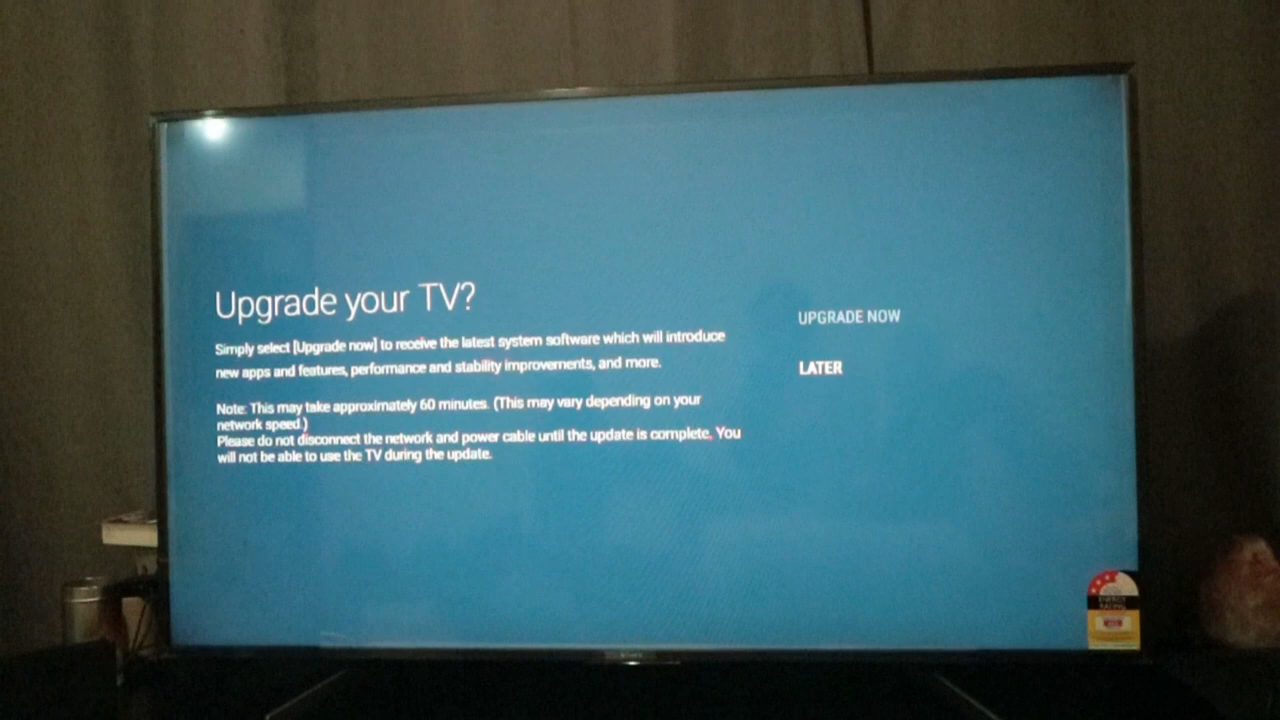 Upgrade your TV?
Simply select [Upgrade now] to receive the latest system software which will introduce
new apps and features, performance and stability improvements, and more.
Note: This may take approximately 60 minutes. (This may vary depending on your
network speed.)
Please do not disconnect the network and power cable until the update is complete. You
will not be able to use the TV during the update.
UPGRADE NOW
LATER
ENERGY
RATING
SONY